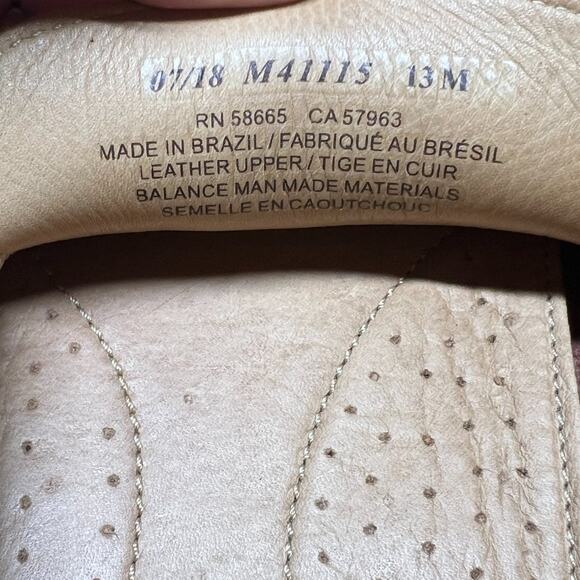 07/18 M41115 13 M
RN 58665 CA 57963
MADE IN BRAZIL / FABRIQUÉ AU BRÉSIL
LEATHER UPPER / TIGE EN CUIR
BALANCE MAN MADE MATERIALS
SEMELLE EN CAOUTCHOUC